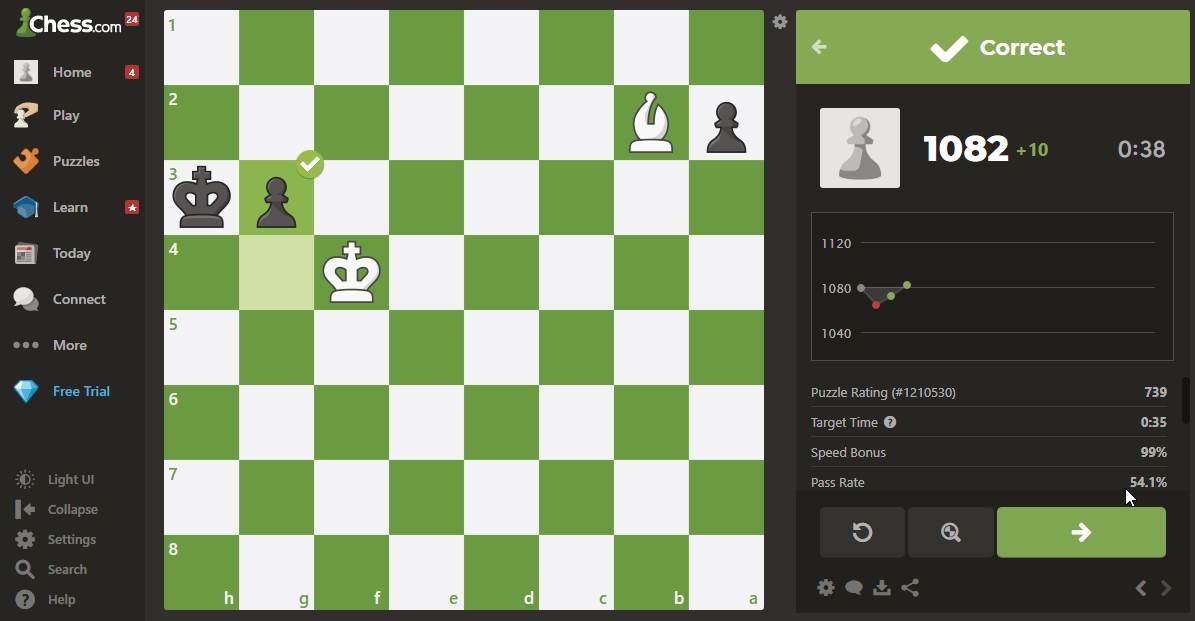 Chess.com 24
Home 4
Play
Puzzles
Learn
Today
Connect
More
Free Trial
Light UI
Collapse
Settings
Search
Help
1
2
3
4
5
6
7
8
h g f e d c b a
Correct
1082 +10 0:38
1120
1080
1040
Puzzle Rating (#1210530) 739
Target Time ? 0:35
Speed Bonus 99%
Pass Rate 54.1%